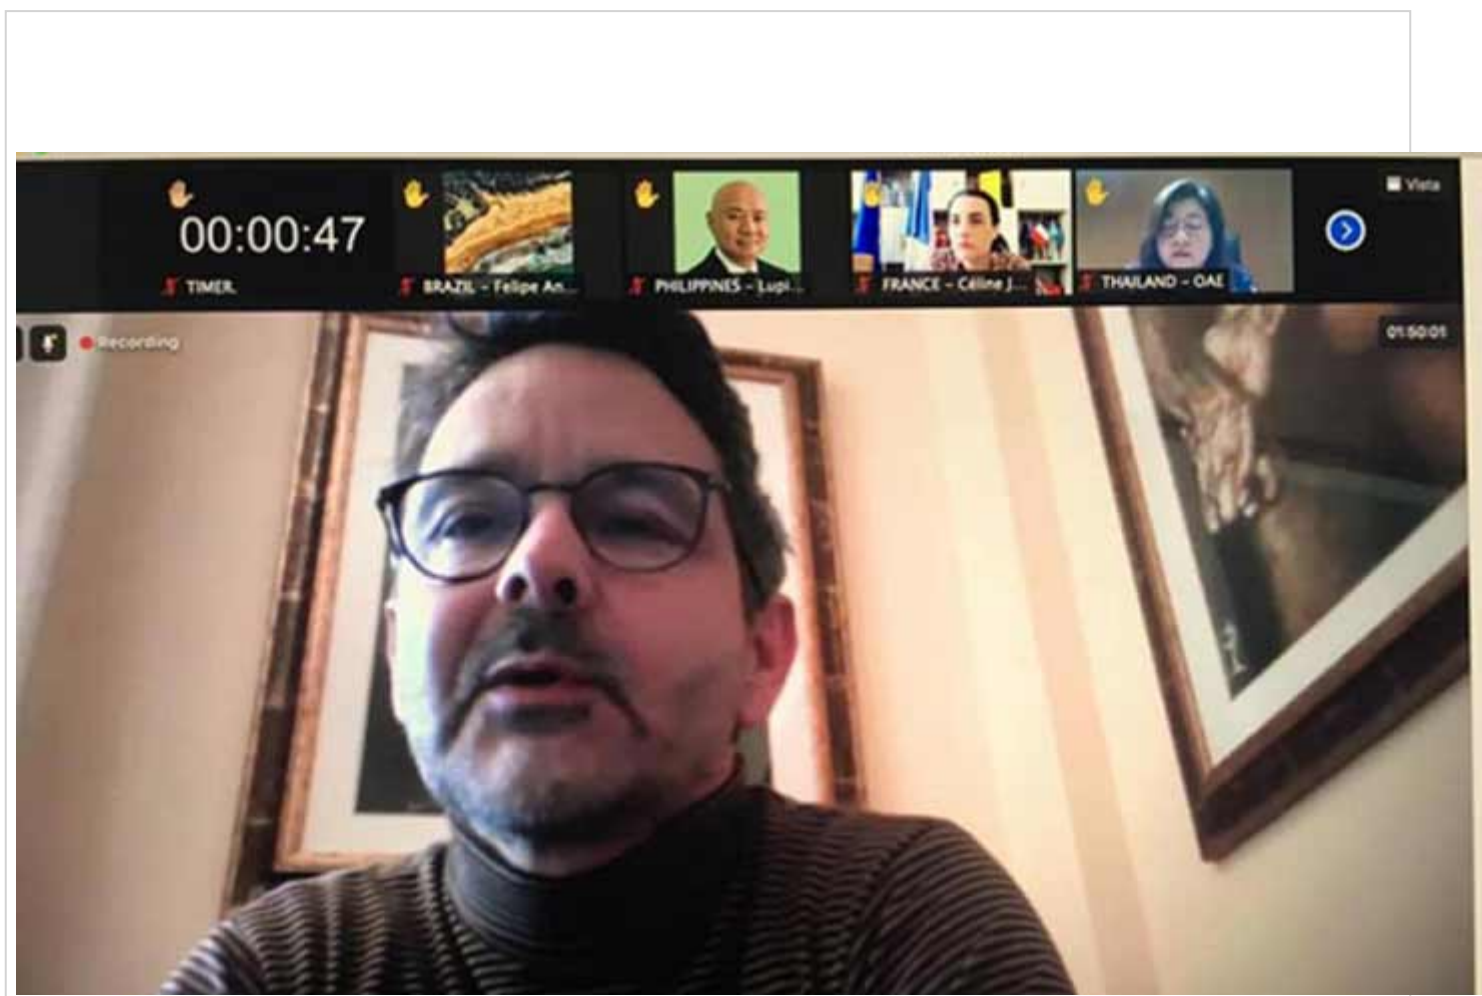 00:00:47
TIMER.
BRAZIL - Felipe An...
PHILIPPINES - Lupi...
FRANCE - Céline J...
THAILAND - OAE
Vista
Recording
01:50:01